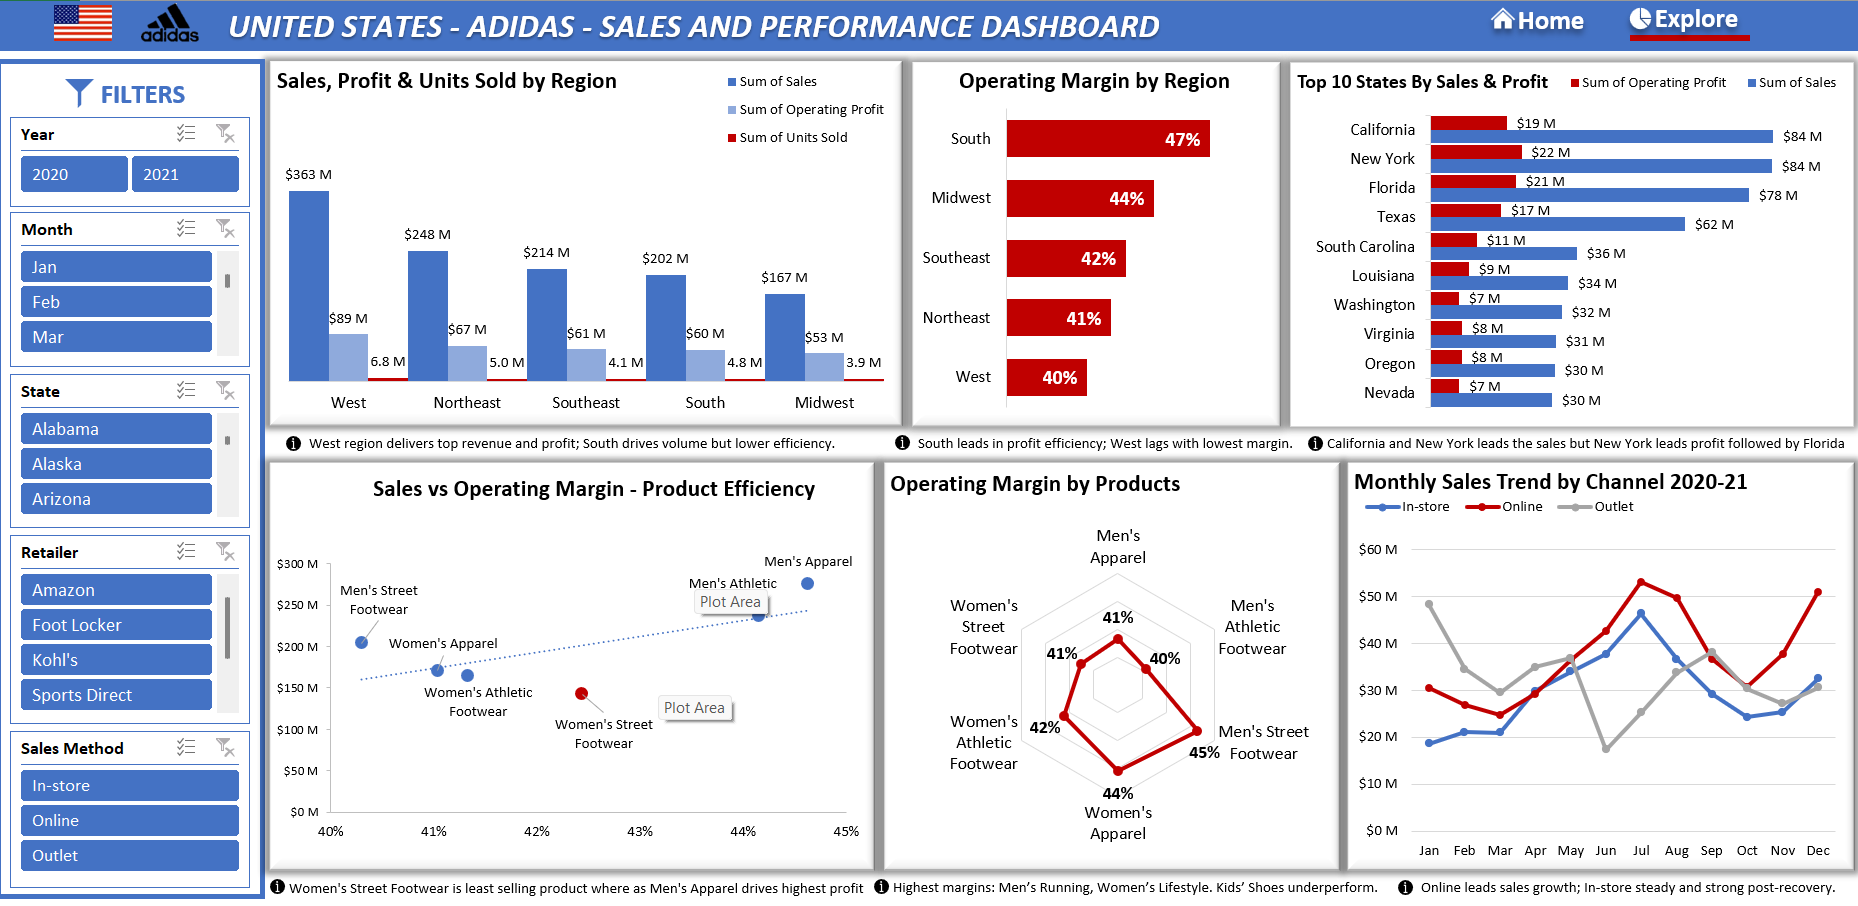 adidas
UNITED STATES - ADIDAS - SALES AND PERFORMANCE DASHBOARD
Home
Explore
FILTERS
Year
2020
2021
Month
Jan
Feb
Mar
State
Alabama
Alaska
Arizona
Retailer
Amazon
Foot Locker
Kohl's
Sports Direct
Sales Method
In-store
Online
Outlet
Sales, Profit & Units Sold by Region
Sum of Sales
Sum of Operating Profit
Sum of Units Sold
$363 M
$89 M
6.8 M
$248 M
$67 M
5.0 M
$214 M
$61 M
4.1 M
$202 M
$60 M
4.8 M
$167 M
$53 M
3.9 M
West
Northeast
Southeast
South
Midwest
West region delivers top revenue and profit; South drives volume but lower efficiency.
Operating Margin by Region
South
47%
Midwest
44%
Southeast
42%
Northeast
41%
West
40%
South leads in profit efficiency; West lags with lowest margin.
Top 10 States By Sales & Profit
Sum of Operating Profit
Sum of Sales
California
$19 M
$84 M
New York
$22 M
$84 M
Florida
$21 M
$78 M
Texas
$17 M
$62 M
South Carolina
$11 M
$36 M
Louisiana
$9 M
$34 M
Washington
$7 M
$32 M
Virginia
$8 M
$31 M
Oregon
$8 M
$30 M
Nevada
$7 M
$30 M
California and New York leads the sales but New York leads profit followed by Florida
Sales vs Operating Margin - Product Efficiency
$300 M
$250 M
$200 M
$150 M
$100 M
$50 M
$0 M
Men's Street
Footwear
Women's Apparel
Women's Athletic
Footwear
Women's Street
Footwear
Men's Athletic
Plot Area
Men's Apparel
Plot Area
40%
41%
42%
43%
44%
45%
Women's Street Footwear is least selling product where as Men's Apparel drives highest profit
Operating Margin by Products
Men's
Apparel
41%
Men's
Athletic
Footwear
40%
Men's Street
Footwear
45%
44%
Women's
Apparel
Women's
Athletic
Footwear
42%
Women's
Street
Footwear
41%
Highest margins: Men's Running, Women's Lifestyle. Kids' Shoes underperform.
Monthly Sales Trend by Channel 2020-21
In-store
Online
Outlet
$60 M
$50 M
$40 M
$30 M
$20 M
$10 M
$0 M
Jan
Feb
Mar
Apr
May
Jun
Jul
Aug
Sep
Oct
Nov
Dec
Online leads sales growth; In-store steady and strong post-recovery.